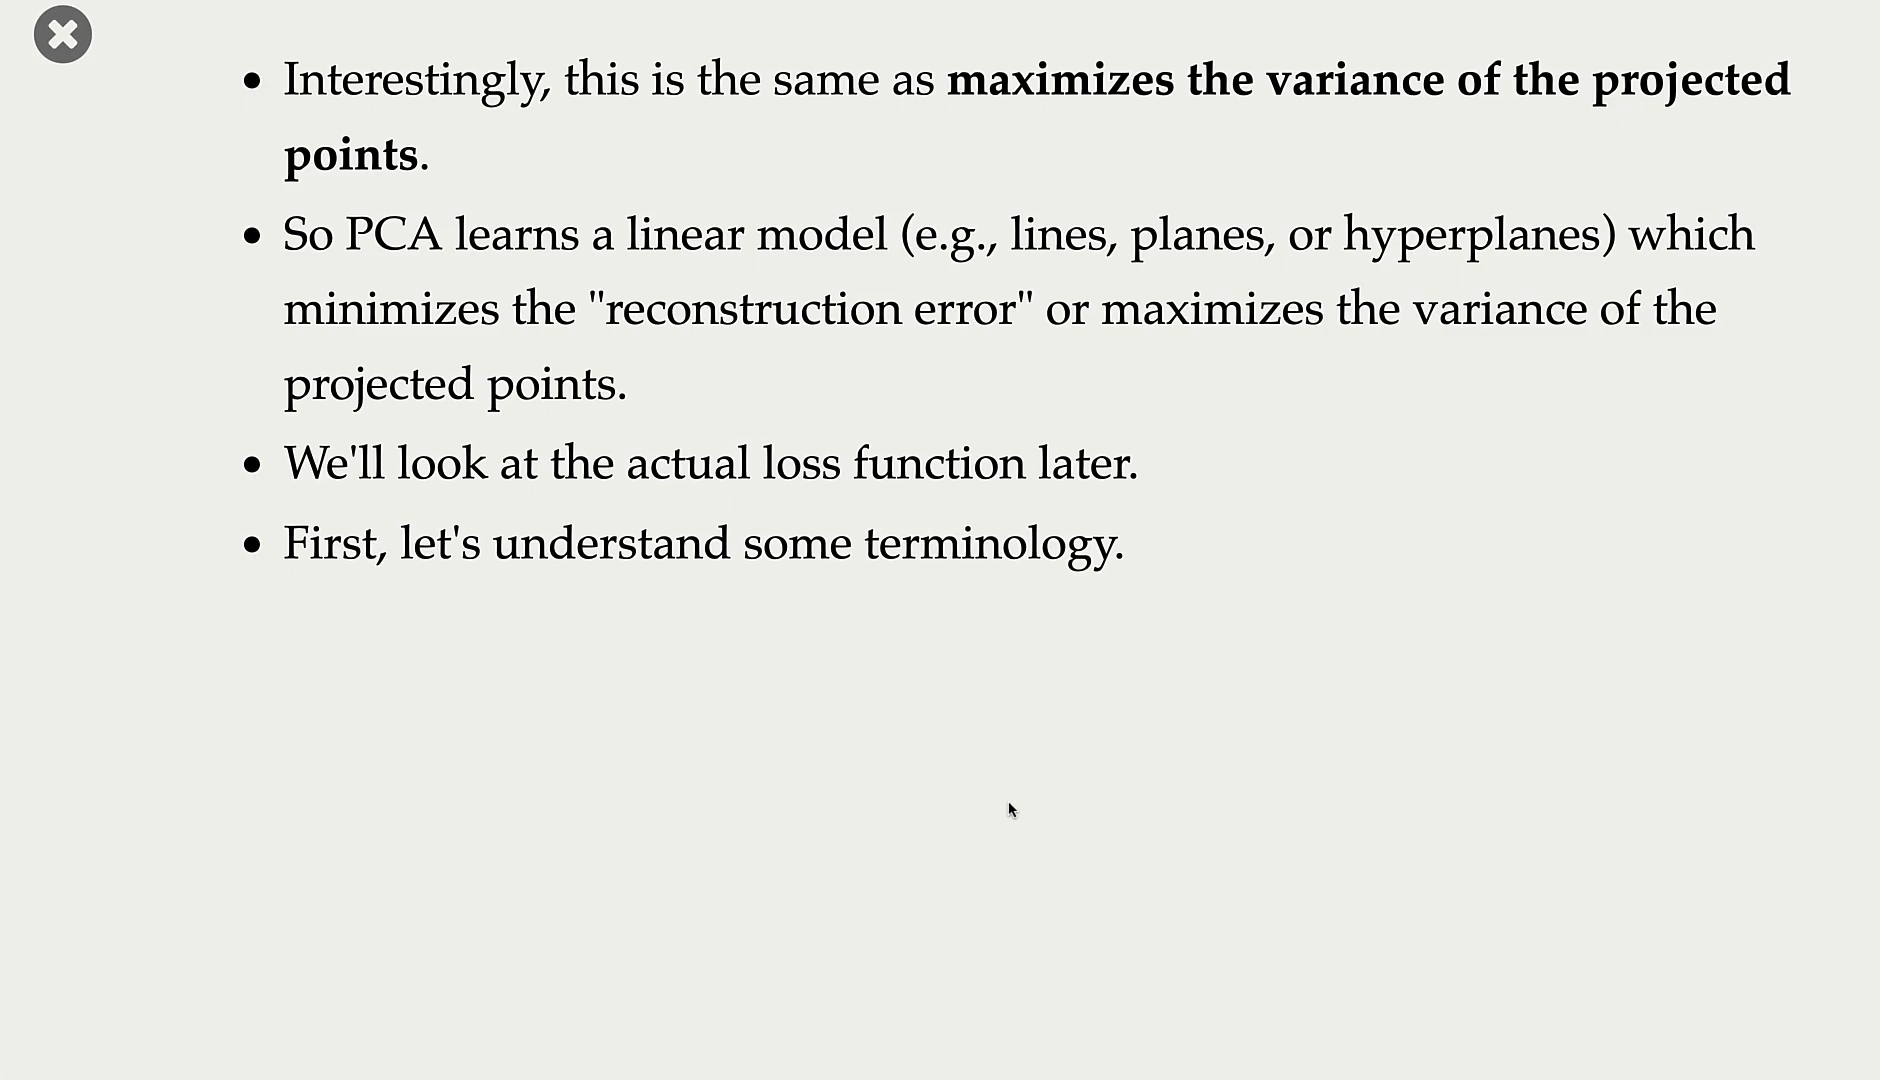 Interestingly, this is the same as maximizes the variance of the projected
points.
So PCA learns a linear model (e.g., lines, planes, or hyperplanes) which
minimizes the "reconstruction error" or maximizes the variance of the
projected points.
We'll look at the actual loss function later.
First, let's understand some terminology.